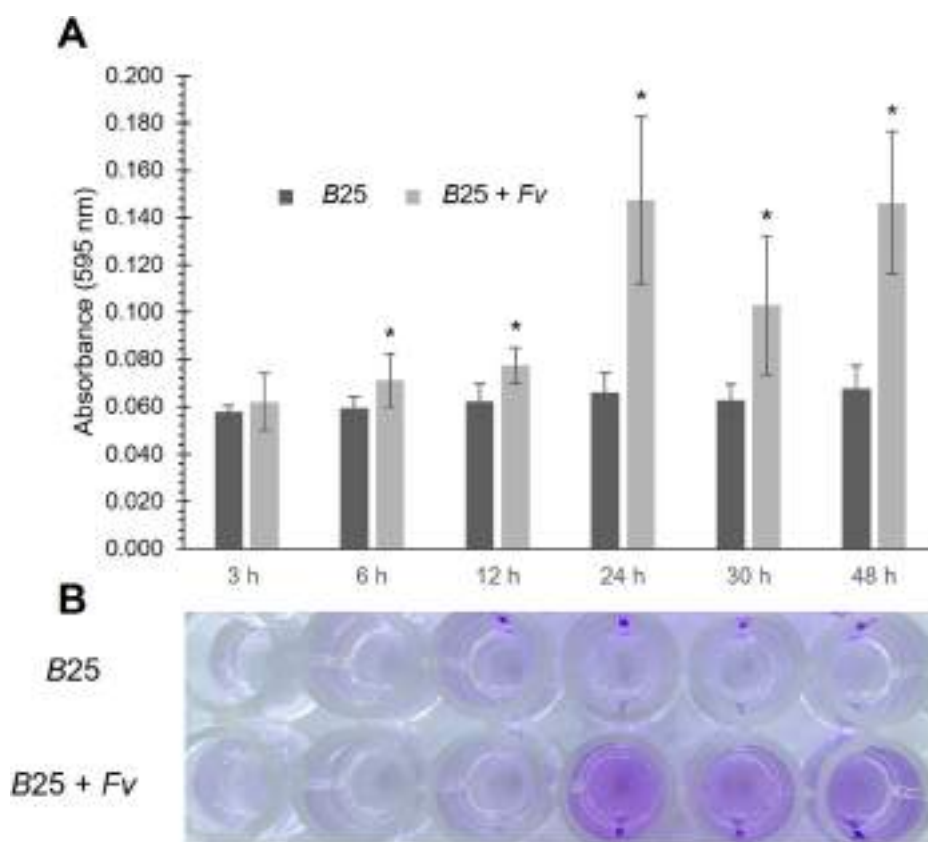 A
0.200
0.180
0.160
0.140
0.120
0.100
0.080
0.060
0.040
0.020
0.000
Absorbance (595 nm)
B25 B25 + Fv
* * * * *
3 h 6 h 12 h 24 h 30 h 48 h
B
B25
B25 + Fv